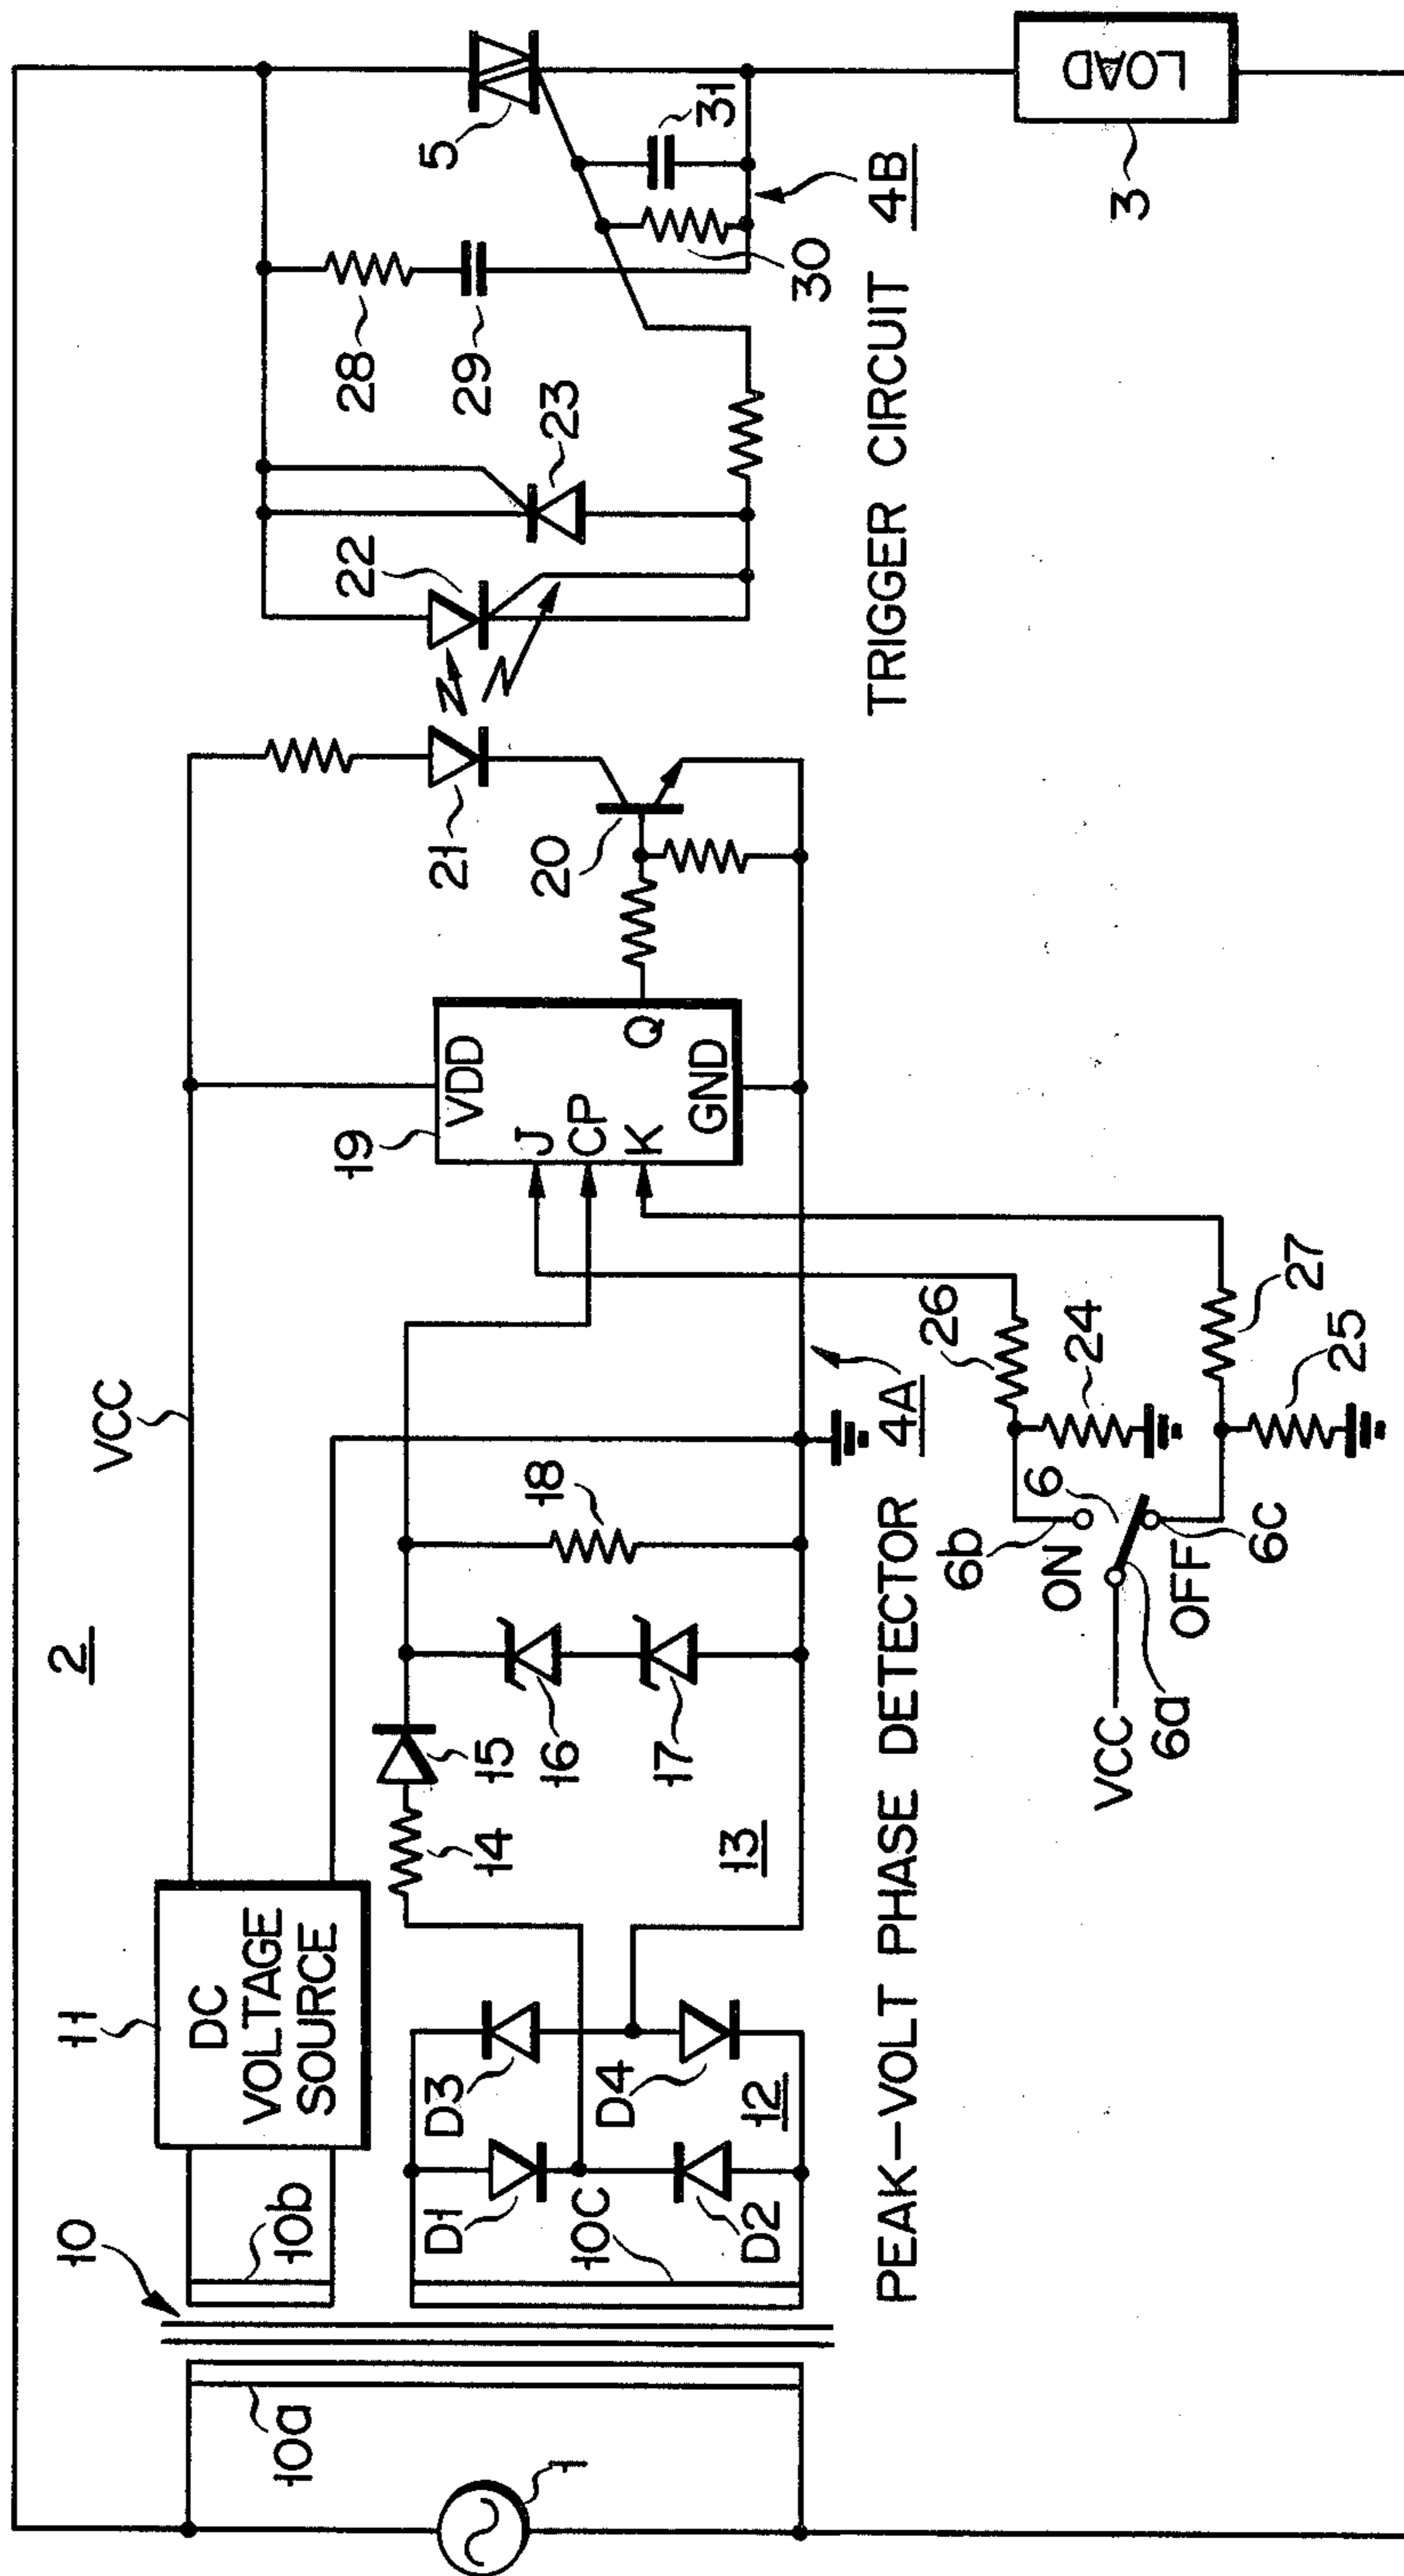 2
VCC
10
11
DC
VOLTAGE
SOURCE
10b
10a
1
10C
D1
D2
D3
D4
12
13
14
15
16
17
18
19
VDD
J
CP
K
Q
GND
20
21
22
23
28
29
30
31
5
4B
TRIGGER CIRCUIT
LOAD
3
PEAK-VOLT PHASE DETECTOR
4A
6b
ON
6
VCC
6a
OFF
6c
26
24
27
25